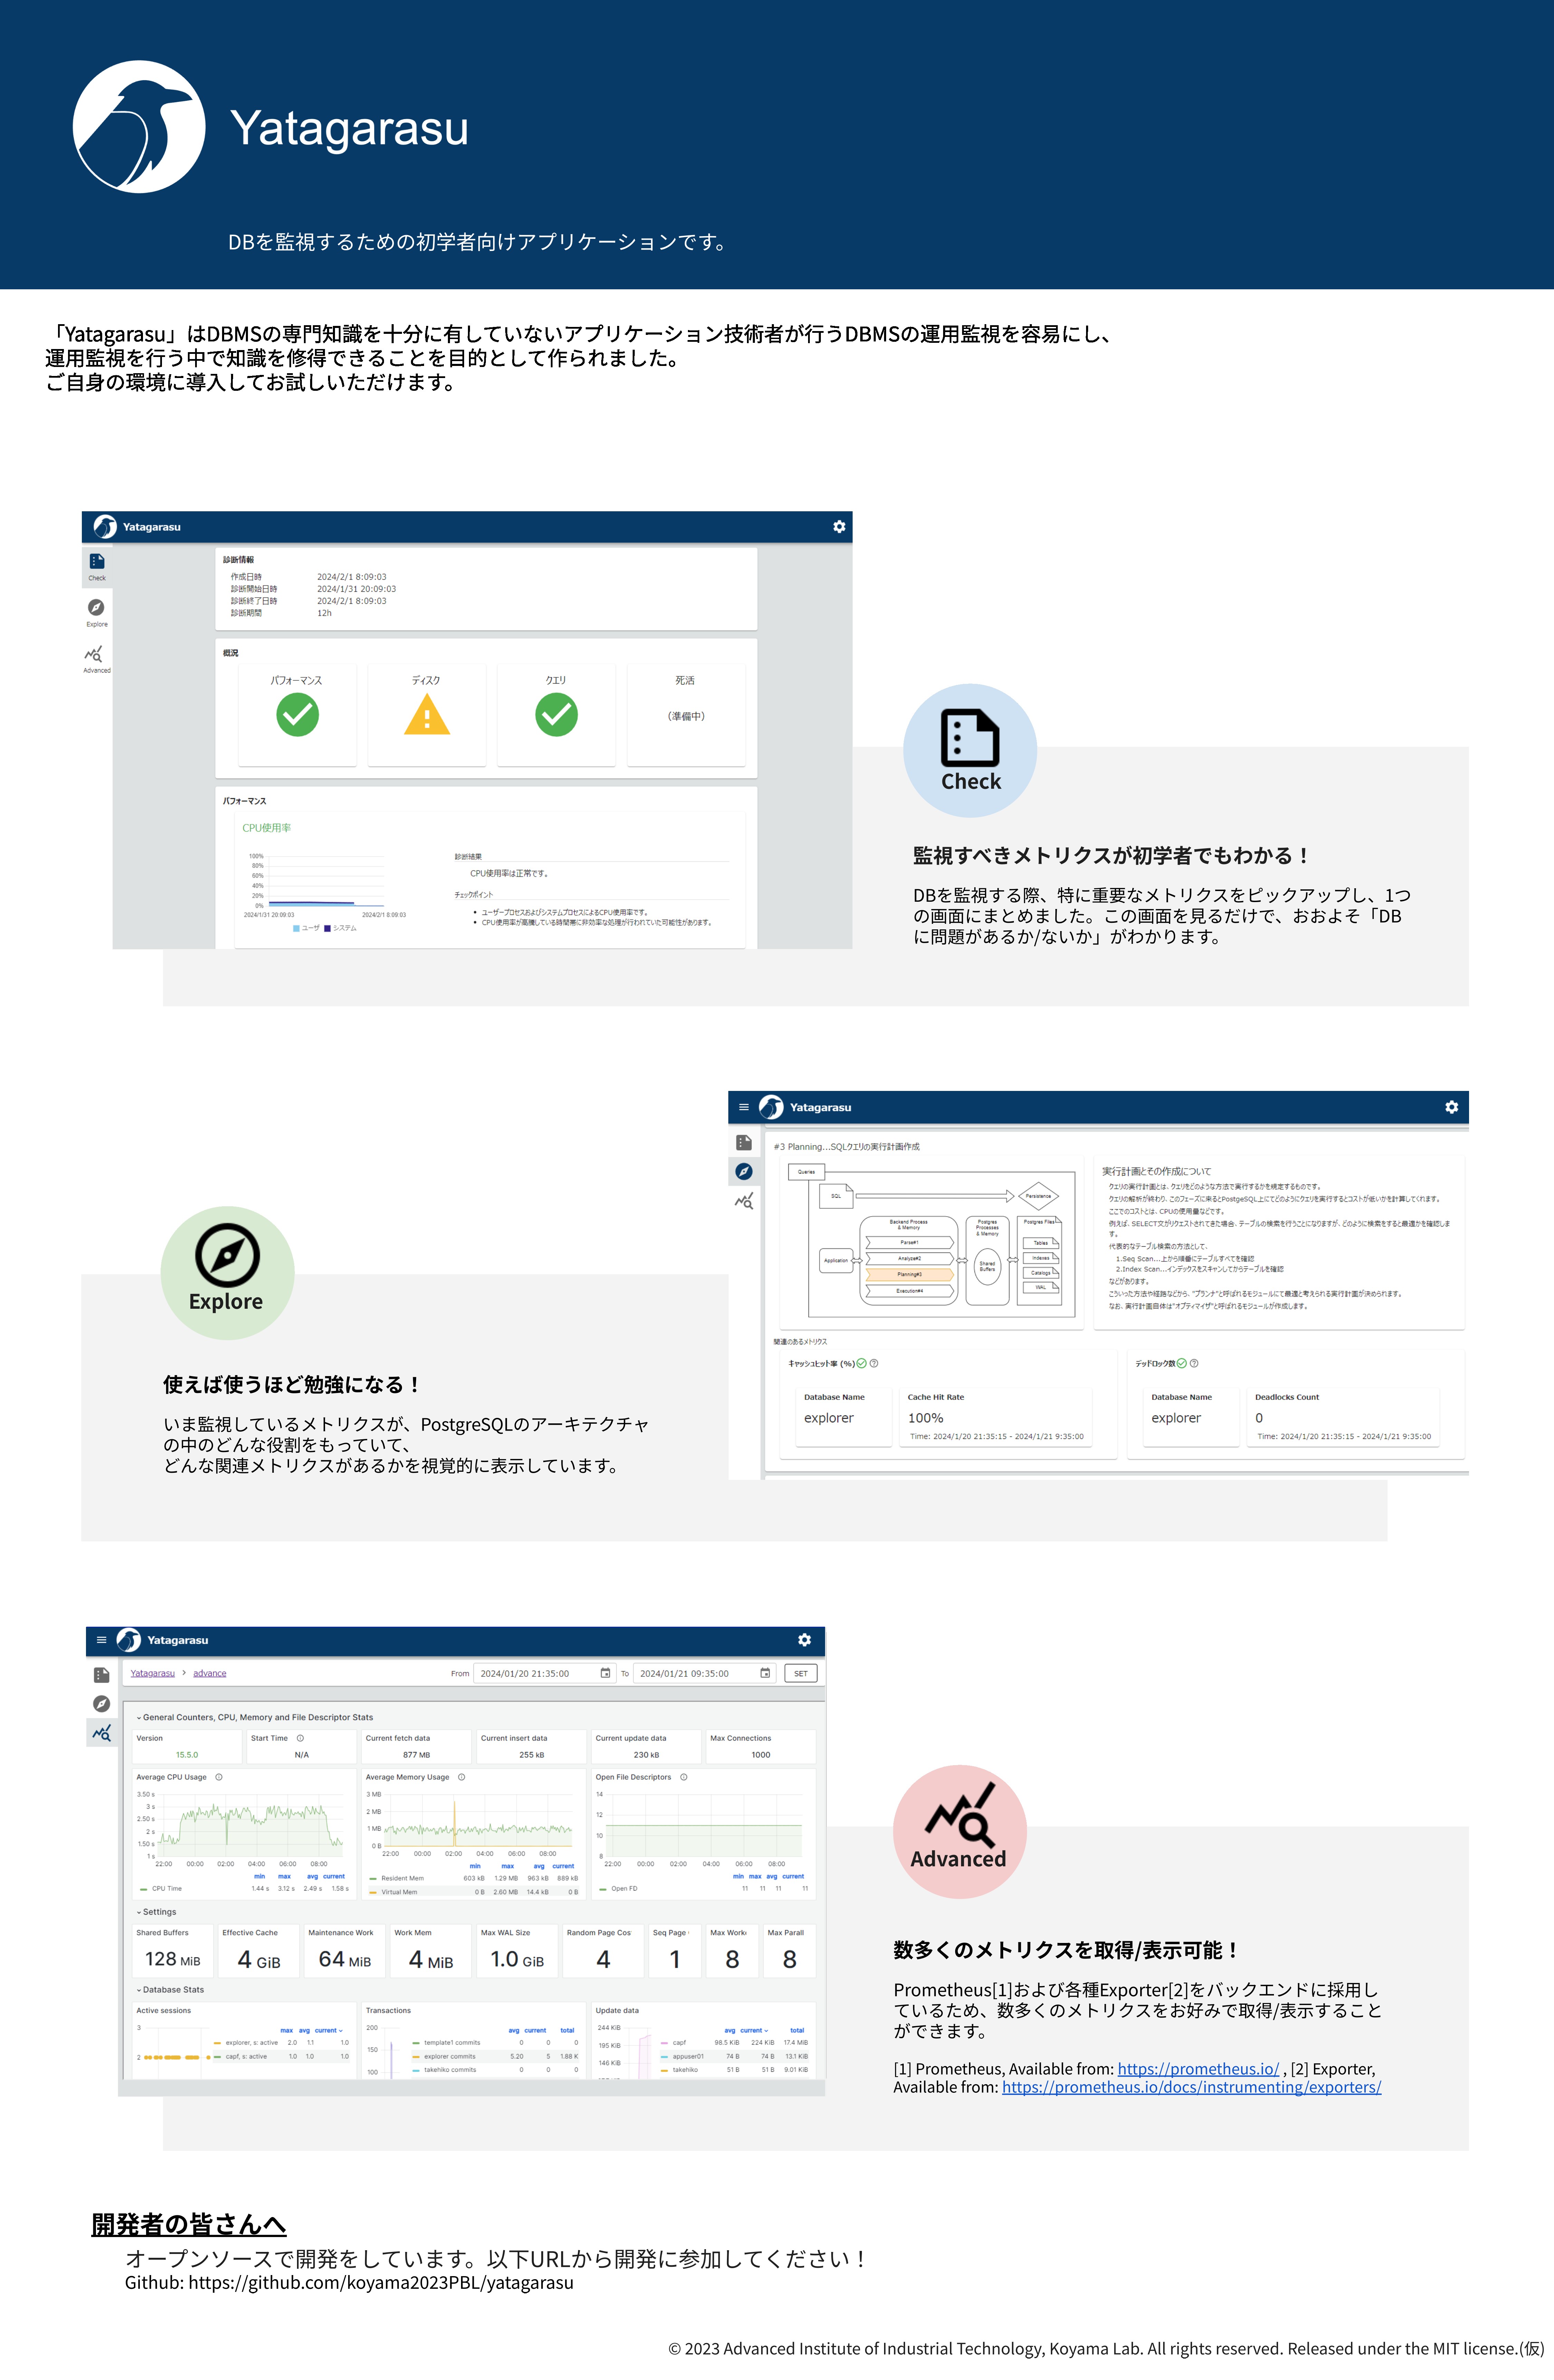 Yatagarasu
DBを監視するための初学者向けアプリケーションです。
「Yatagarasu」はDBMSの専門知識を十分に有していないアプリケーション技術者が行うDBMSの運用監視を容易にし、
運用監視を行う中で知識を修得できることを目的として作られました。
ご自身の環境に導入してお試しいただけます。
Yatagarasu
Check
Explore
Advanced
診断情報
作成日時 2024/2/1 8:09:03
診断開始日時 2024/1/31 20:09:03
診断終了日時 2024/2/1 8:09:03
診断期間 12h
概況
パフォーマンス ディスク クエリ 死活
(準備中)
パフォーマンス
CPU使用率
100%
80%
60%
40%
20%
0%
2024/1/31 20:09:03 2024/2/1 8:09:03
ユーザ システム
診断結果
CPU使用率は正常です。
チェックポイント
• ユーザープロセスおよびシステムプロセスによるCPU使用率です。
• CPU使用率が高騰している時間帯に非効率な処理が行われていた可能性があります。
Check
監視すべきメトリクスが初学者でもわかる！
DBを監視する際、特に重要なメトリクスをピックアップし、1つ
の画面にまとめました。この画面を見るだけで、おおよそ「DB
に問題があるか/ないか」がわかります。
Explore
使えば使うほど勉強になる！
いま監視しているメトリクスが、PostgreSQLのアーキテクチャ
の中のどんな役割をもっていて、
どんな関連メトリクスがあるかを視覚的に表示しています。
Yatagarasu
#3 Planning...SQLクエリの実行計画作成
Queries
SQL
Persistence
Backend Process
& Memory
Parse#1
Analyze#2
Planning#3
Execution#4
Application
Postgres
Processes
& Memory
Shared
Buffers
Postgres Files
Tables
Indexes
Catalogs
WAL
実行計画とその作成について
クエリの実行計画とは、クエリをどのような方法で実行するかを規定するものです。
クエリの解析が終わり、このフェーズに来るとPostgeSQL上にてどのようにクエリを実行するとコストが低いかを計算してくれます。
ここでのコストとは、CPUの使用量などです。
例えば、SELECT文がリクエストされてきた場合、テーブルの検索を行うことになりますが、どのように検索をすると最適かを確認しま
す。
代表的なテーブル検索の方法として、
1.Seq Scan...上から順番にテーブルすべてを確認
2.Index Scan...インデックスをスキャンしてからテーブルを確認
などがあります。
こういった方法や経路などから、"プランナ"と呼ばれるモジュールにて最適と考えられる実行計画が決められます。
なお、実行計画自体は"オプティマイザ"と呼ばれるモジュールが作成します。
関連のあるメトリクス
キャッシュヒット率 (%)
Database Name
explorer
Cache Hit Rate
100%
Time: 2024/1/20 21:35:15 - 2024/1/21 9:35:00
デッドロック数
Database Name
explorer
Deadlocks Count
0
Time: 2024/1/20 21:35:15 - 2024/1/21 9:35:00
Yatagarasu
Yatagarasu > advance
From 2024/01/20 21:35:00 To 2024/01/21 09:35:00 SET
General Counters, CPU, Memory and File Descriptor Stats
Version
15.5.0
Start Time
N/A
Current fetch data
877 MB
Current insert data
255 kB
Current update data
230 kB
Max Connections
1000
Average CPU Usage
3.50 s
3 s
2.50 s
2 s
1.50 s
1 s
22:00 00:00 02:00 04:00 06:00 08:00
min max avg current
CPU Time 1.44 s 3.12 s 2.49 s 1.56 s
Average Memory Usage
3 MB
2 MB
1 MB
0 B
22:00 00:00 02:00 04:00 06:00 08:00
min max avg current
Resident Mem 603 kB 1.29 MB 963 kB 889 kB
Virtual Mem 0 B 2.60 MB 14.4 kB 0 B
Open File Descriptors
14
12
10
8
22:00 00:00 02:00 04:00 06:00 08:00
min max avg current
Open FD 11 11 11 11
Settings
Shared Buffers
128 MiB
Effective Cache
4 GiB
Maintenance Work
64 MiB
Work Mem
4 MiB
Max WAL Size
1.0 GiB
Random Page Cos
4
Seq Page
1
Max Work
8
Max Parall
8
Database Stats
Active sessions
3
2
max avg current
explorer, s: active 2.0 1.1 1.0
capf, s: active 1.0 1.0 1.0
Transactions
200
150
100
avg current total
template1 commits 0 0 0
explorer commits 5.20 5 1.88 K
takehiko commits 0 0 0
Update data
244 KiB
195 KiB
146 KiB
avg current total
capf 98.5 KiB 224 KiB 17.4 MiB
appuser01 74 B 74 B 13.1 KiB
takehiko 51 B 51 B 9.01 KiB
Advanced
数多くのメトリクスを取得/表示可能！
Prometheus[1]および各種Exporter[2]をバックエンドに採用し
ているため、数多くのメトリクスをお好みで取得/表示すること
ができます。
[1] Prometheus, Available from: https://prometheus.io/ , [2] Exporter,
Available from: https://prometheus.io/docs/instrumenting/exporters/
開発者の皆さんへ
オープンソースで開発をしています。以下URLから開発に参加してください！
Github: https://github.com/koyama2023PBL/yatagarasu
© 2023 Advanced Institute of Industrial Technology, Koyama Lab. All rights reserved. Released under the MIT license.(仮)